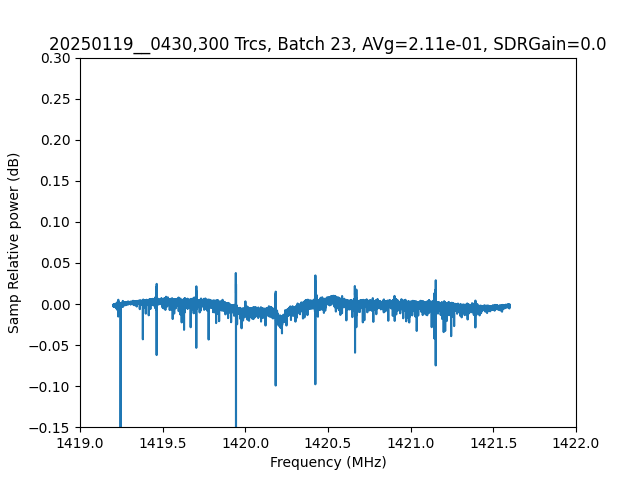 20250119__0430,300 Trcs, Batch 23, AVg=2.11e-01, SDRGain=0.0
0.30
0.25
0.20
0.15
0.10
0.05
0.00
−0.05
−0.10
−0.15
Samp Relative power (dB)
1419.0 1419.5 1420.0 1420.5 1421.0 1421.5 1422.0
Frequency (MHz)